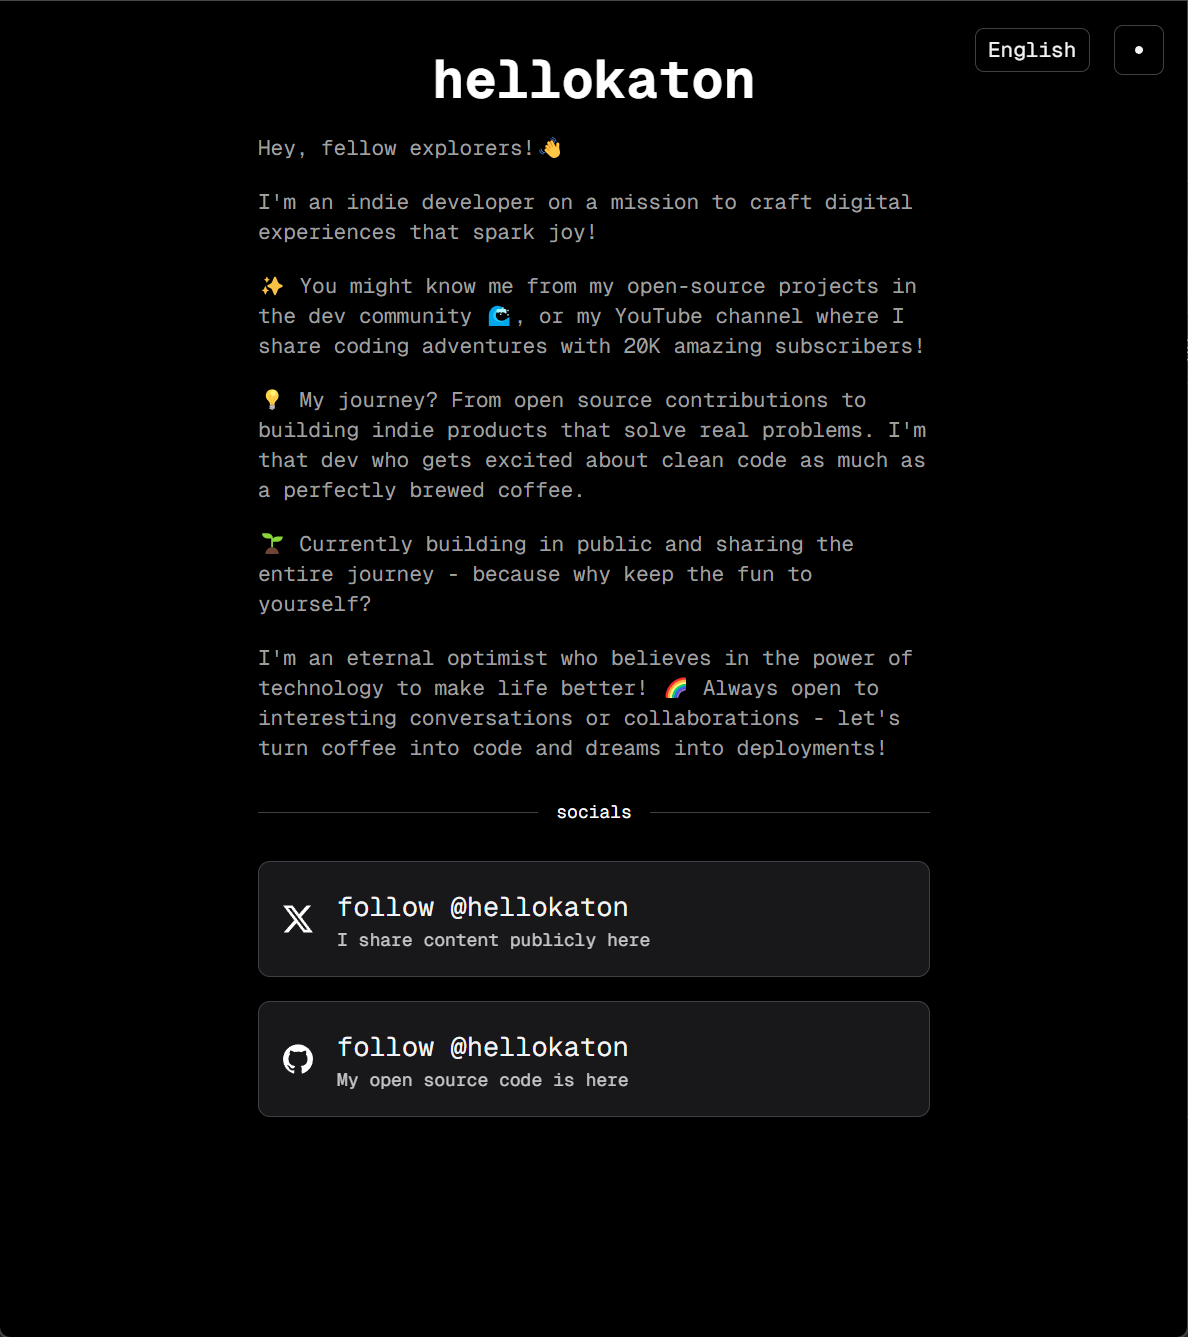 English
hellokaton
Hey, fellow explorers!👋
I'm an indie developer on a mission to craft digital
experiences that spark joy!
✨ You might know me from my open-source projects in
the dev community 🌊, or my YouTube channel where I
share coding adventures with 20K amazing subscribers!
💡 My journey? From open source contributions to
building indie products that solve real problems. I'm
that dev who gets excited about clean code as much as
a perfectly brewed coffee.
🌱 Currently building in public and sharing the
entire journey - because why keep the fun to
yourself?
I'm an eternal optimist who believes in the power of
technology to make life better! 🌈 Always open to
interesting conversations or collaborations - let's
turn coffee into code and dreams into deployments!
socials
follow @hellokaton
I share content publicly here
follow @hellokaton
My open source code is here